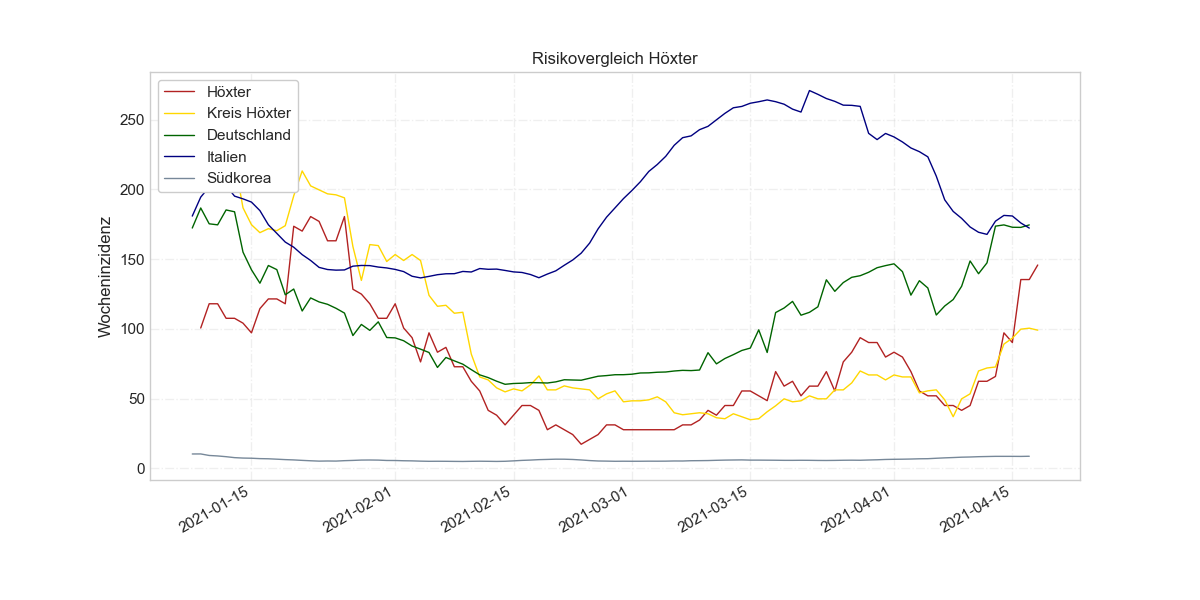 Risikovergleich Höxter
Höxter
Kreis Höxter
Deutschland
Italien
Südkorea
Wocheninzidenz
250
200
150
100
50
0
2021-01-15
2021-02-01
2021-02-15
2021-03-01
2021-03-15
2021-04-01
2021-04-15